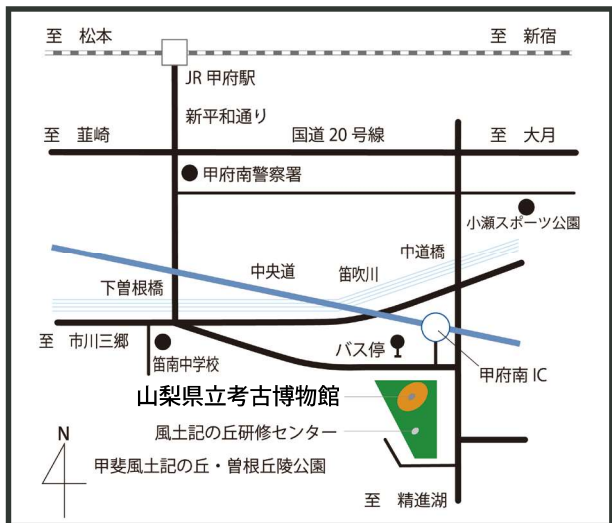 至 松本
至 新宿
JR 甲府駅
新平和通り
至 韮崎
国道20号線
至 大月
甲府南警察署
小瀬スポーツ公園
中道橋
中央道
笛吹川
下曽根橋
至 市川三郷
笛南中学校
バス停
甲府南IC
山梨県立考古博物館
風土記の丘研修センター
N
甲斐風土記の丘・曽根丘陵公園
至 精進湖